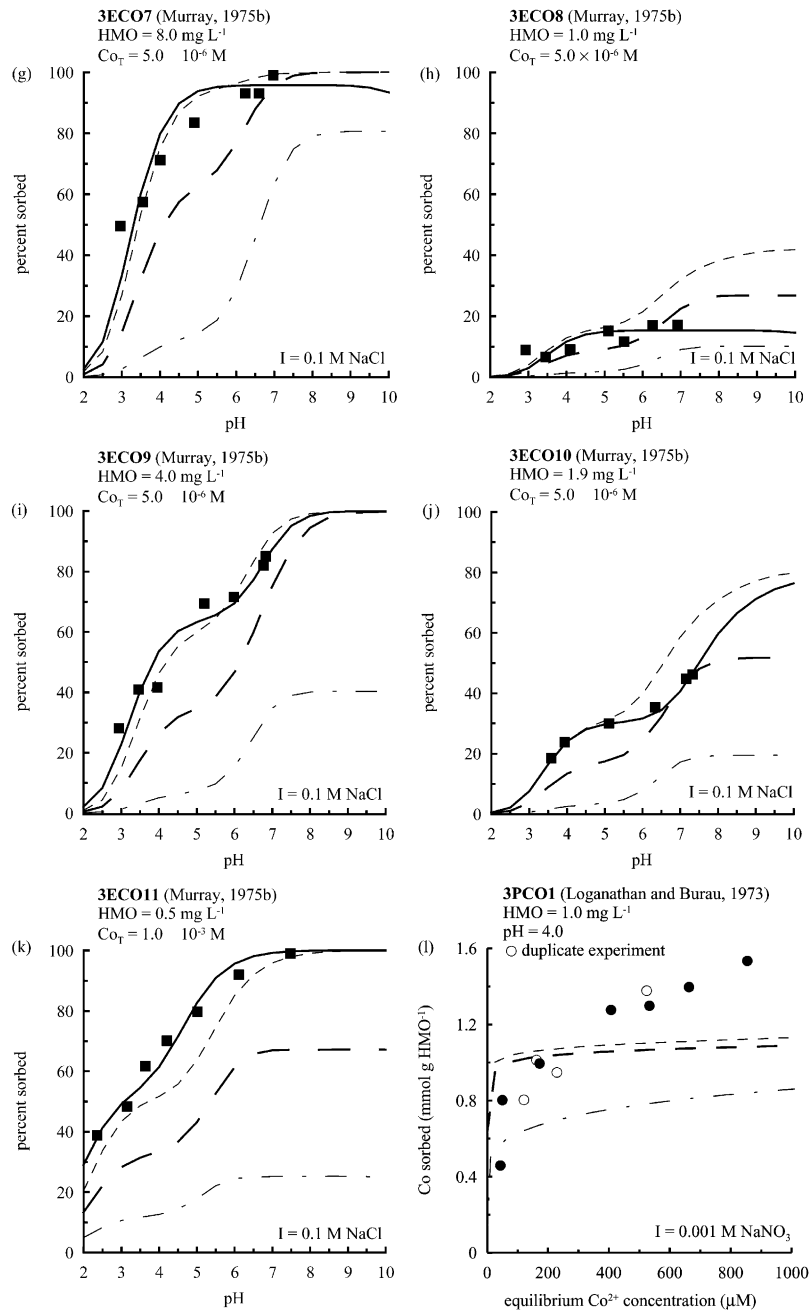 3ECO7 (Murray, 1975b)
HMO = 8.0 mg L-1
CoT = 5.0 10-6 M
(g)
100
80
60
40
20
0
percent sorbed
I = 0.1 M NaCl
2 3 4 5 6 7 8 9 10
pH
3ECO8 (Murray, 1975b)
HMO = 1.0 mg L-1
CoT = 5.0 × 10-6 M
(h)
100
80
60
40
20
0
percent sorbed
I = 0.1 M NaCl
2 3 4 5 6 7 8 9 10
pH
3ECO9 (Murray, 1975b)
HMO = 4.0 mg L-1
CoT = 5.0 10-6 M
(i)
100
80
60
40
20
0
percent sorbed
I = 0.1 M NaCl
2 3 4 5 6 7 8 9 10
pH
3ECO10 (Murray, 1975b)
HMO = 1.9 mg L-1
CoT = 5.0 10-6 M
(j)
100
80
60
40
20
0
percent sorbed
I = 0.1 M NaCl
2 3 4 5 6 7 8 9 10
pH
3ECO11 (Murray, 1975b)
HMO = 0.5 mg L-1
CoT = 1.0 10-3 M
(k)
100
80
60
40
20
0
percent sorbed
I = 0.1 M NaCl
2 3 4 5 6 7 8 9 10
pH
3PCO1 (Loganathan and Burau, 1973)
HMO = 1.0 mg L-1
pH = 4.0
(l)
duplicate experiment
1.6
1.2
0.8
0.4
0
Co sorbed (mmol g HMO-1)
I = 0.001 M NaNO3
0 200 400 600 800 1000
equilibrium Co2+ concentration (µM)